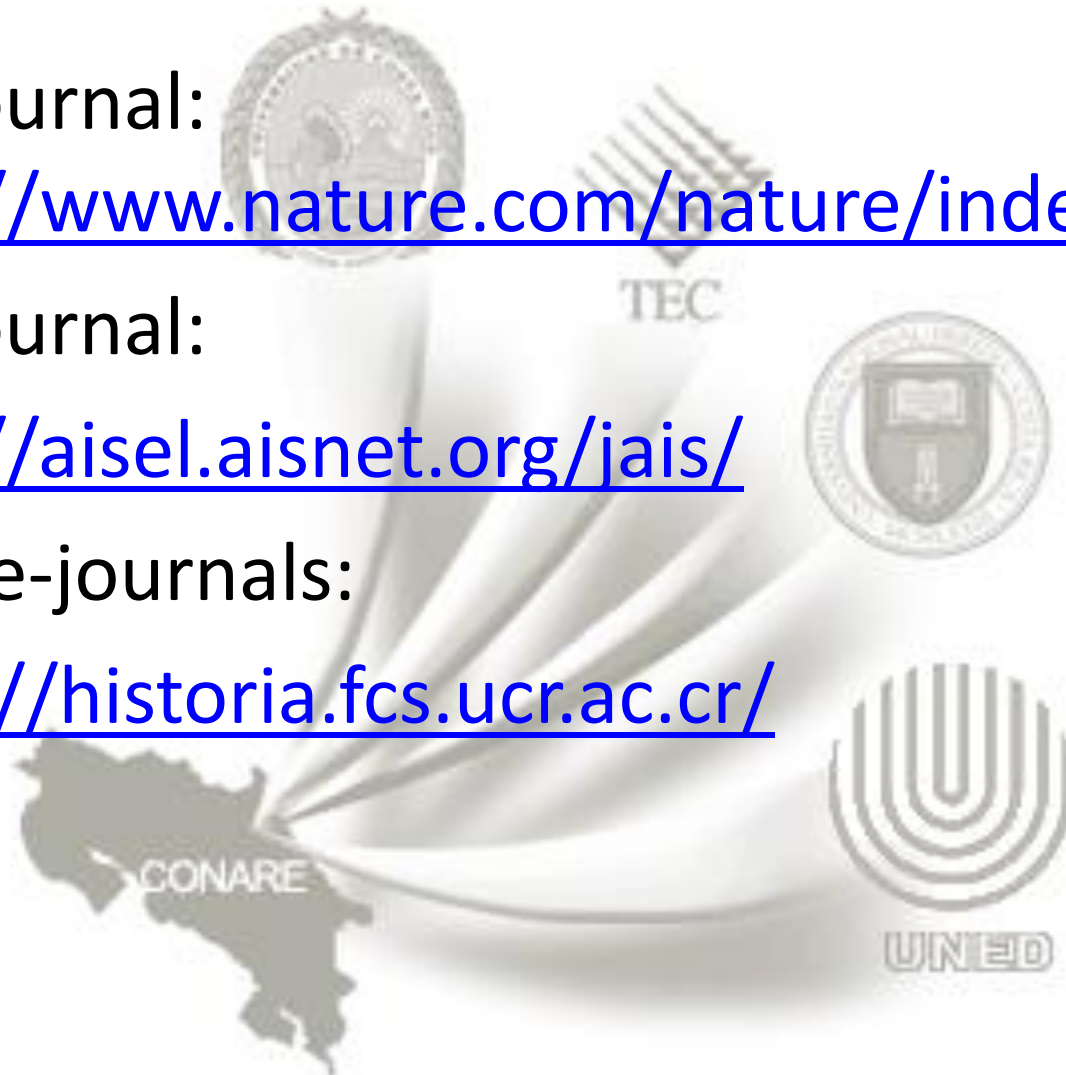 urnal:
//www.nature.com/nature/inde
TEC
urnal:
//aisel.aisnet.org/jais/
e-journals:
://historia.fcs.ucr.ac.cr/
CONARE
UNED